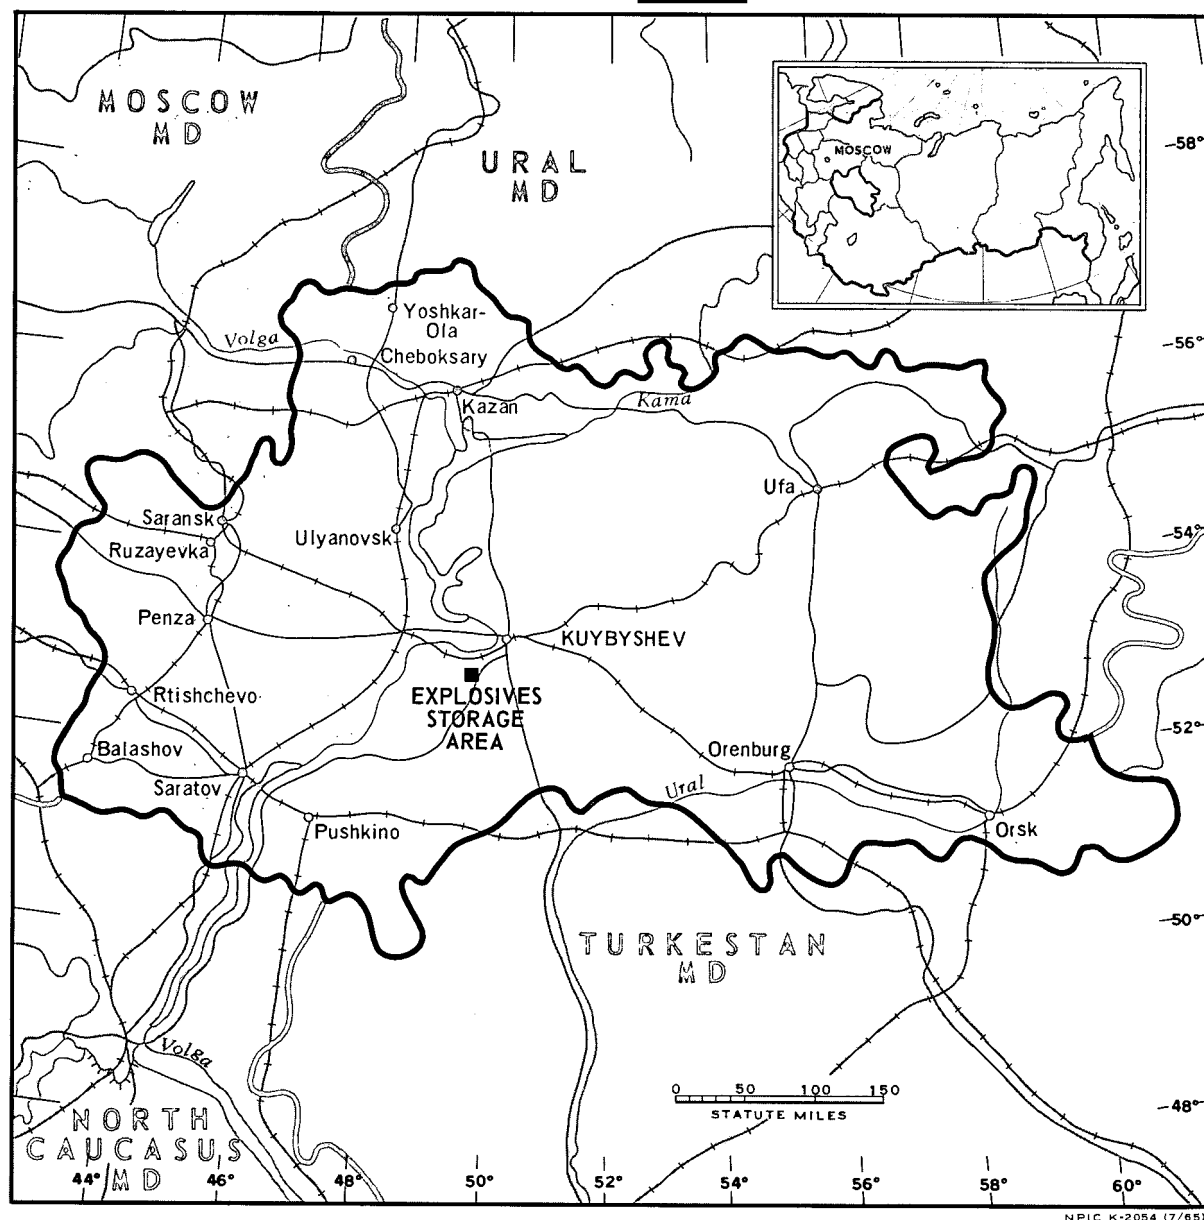 MOSCOW
MD
URAL
MD
MOSCOW
58°
56°
54°
52°
50°
48°
Yoshkar-
Ola
Volga
Cheboksary
Kazan
Kama
Ufa
Saransk
Ruzayevka
Ulyanovsk
Penza
KUYBYSHEV
Rtishchevo
EXPLOSIVES
STORAGE
AREA
Balashov
Saratov
Orenburg
Ural
Pushkino
Orsk
TURKESTAN
MD
Volga
0 50 100 150
STATUTE MILES
NORTH
CAUCASUS
MD
44° 46° 48° 50° 52° 54° 56° 58° 60°
NPIC K-2054 (7/65)